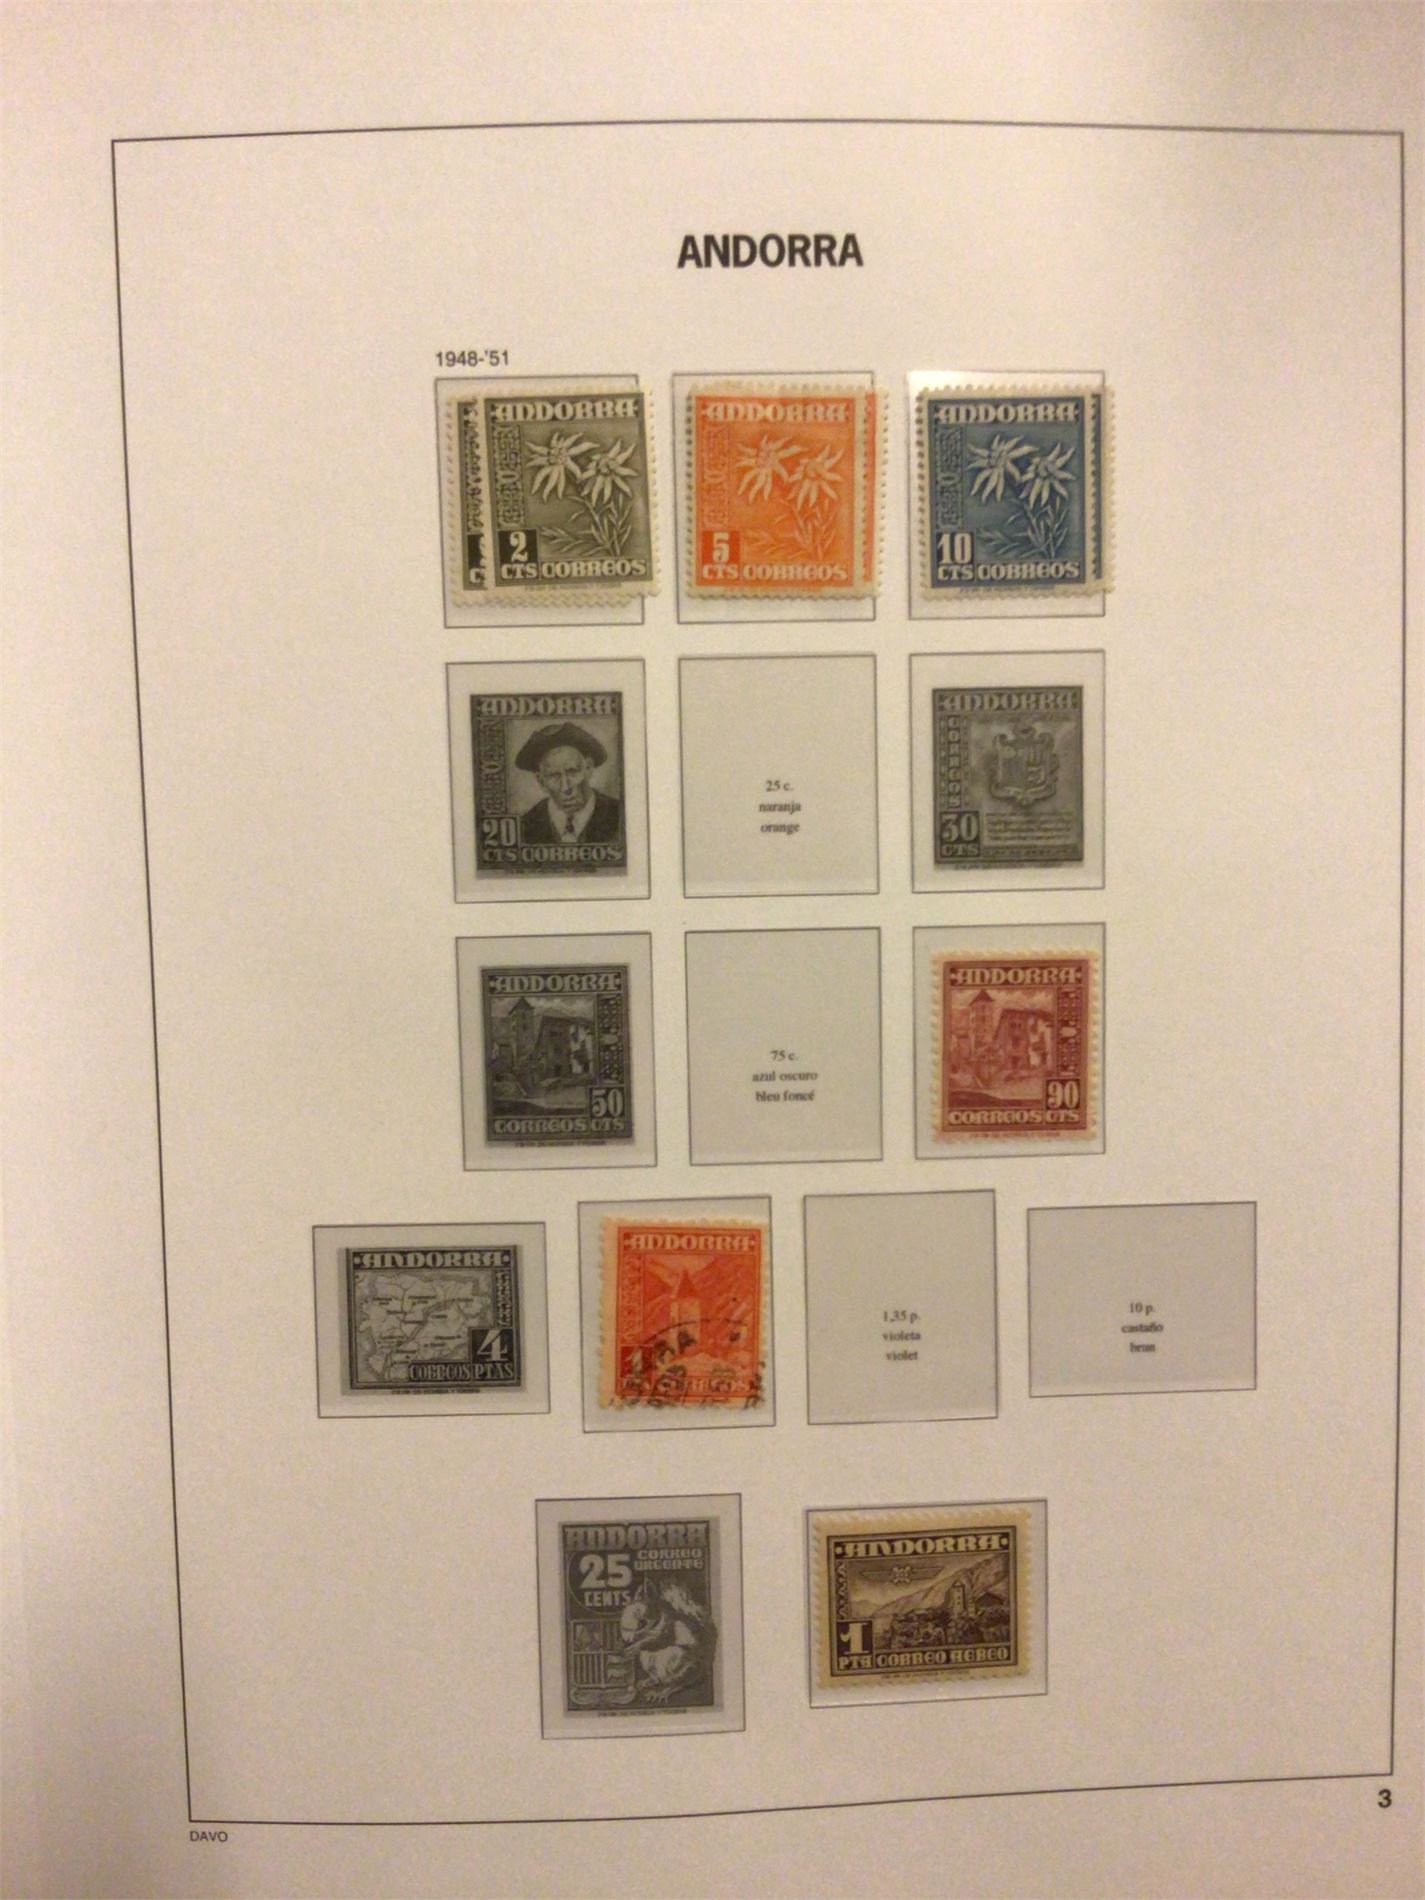 ANDORRA
1948-'51
ANDORRA
2
CTS CORREOS
ANDORRA
5
CTS CORREOS
ANDORRA
10
CTS CORREOS
ANDORRA
20
CTS CORREOS
25 c.
naranja
orange
ANDORRA
CORREOS
30
CTS
ANDORRA
50
CORREOS CTS
75 c.
azul oscuro
bleu foncé
ANDORRA
90
CORREOS CTS
ANDORRA
4
CORREOS PTAS
ANDORRA
1,35 p.
violeta
violet
10 p.
castaño
brun
ANDORRA
25 CORREO
URGENTE
CENTS
ANDORRA
1
PTA CORREO AEREO
3
DAVO